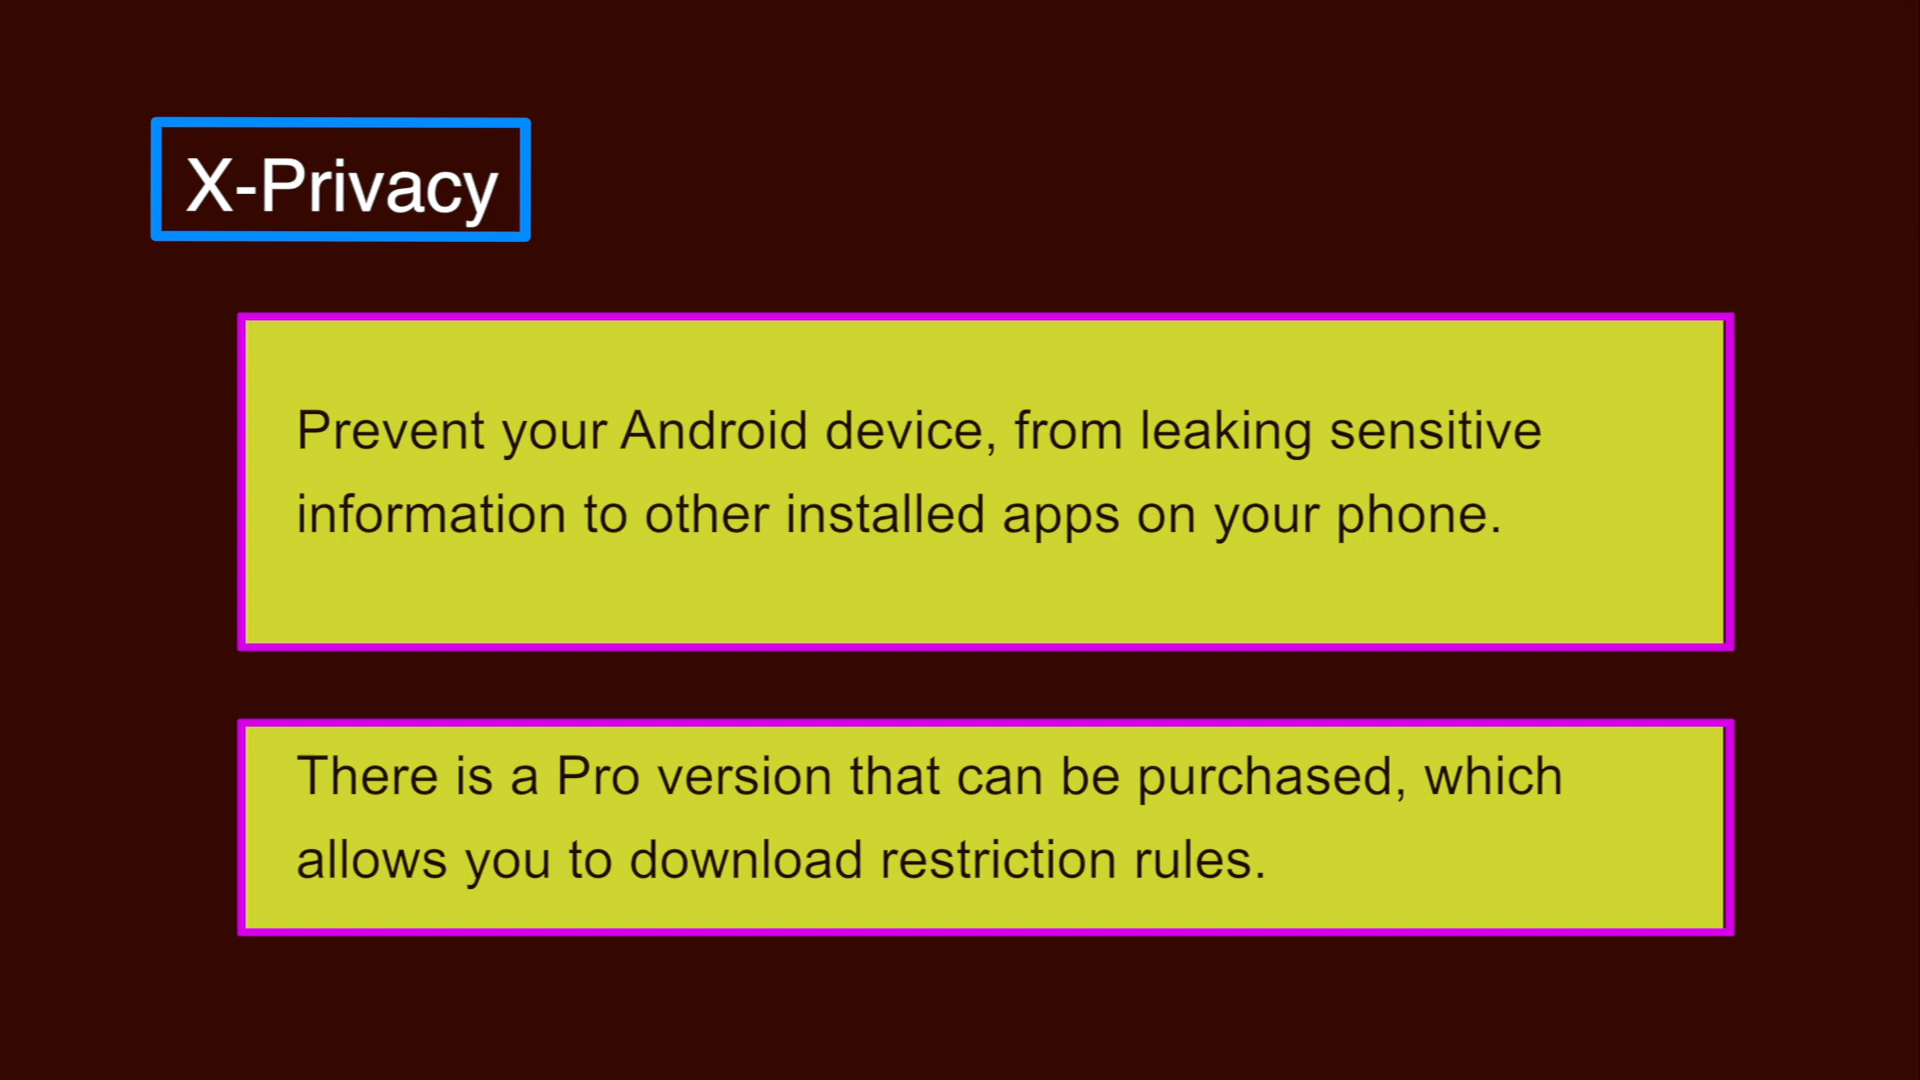 X-Privacy
Prevent your Android device, from leaking sensitive
information to other installed apps on your phone.
There is a Pro version that can be purchased, which
allows you to download restriction rules.